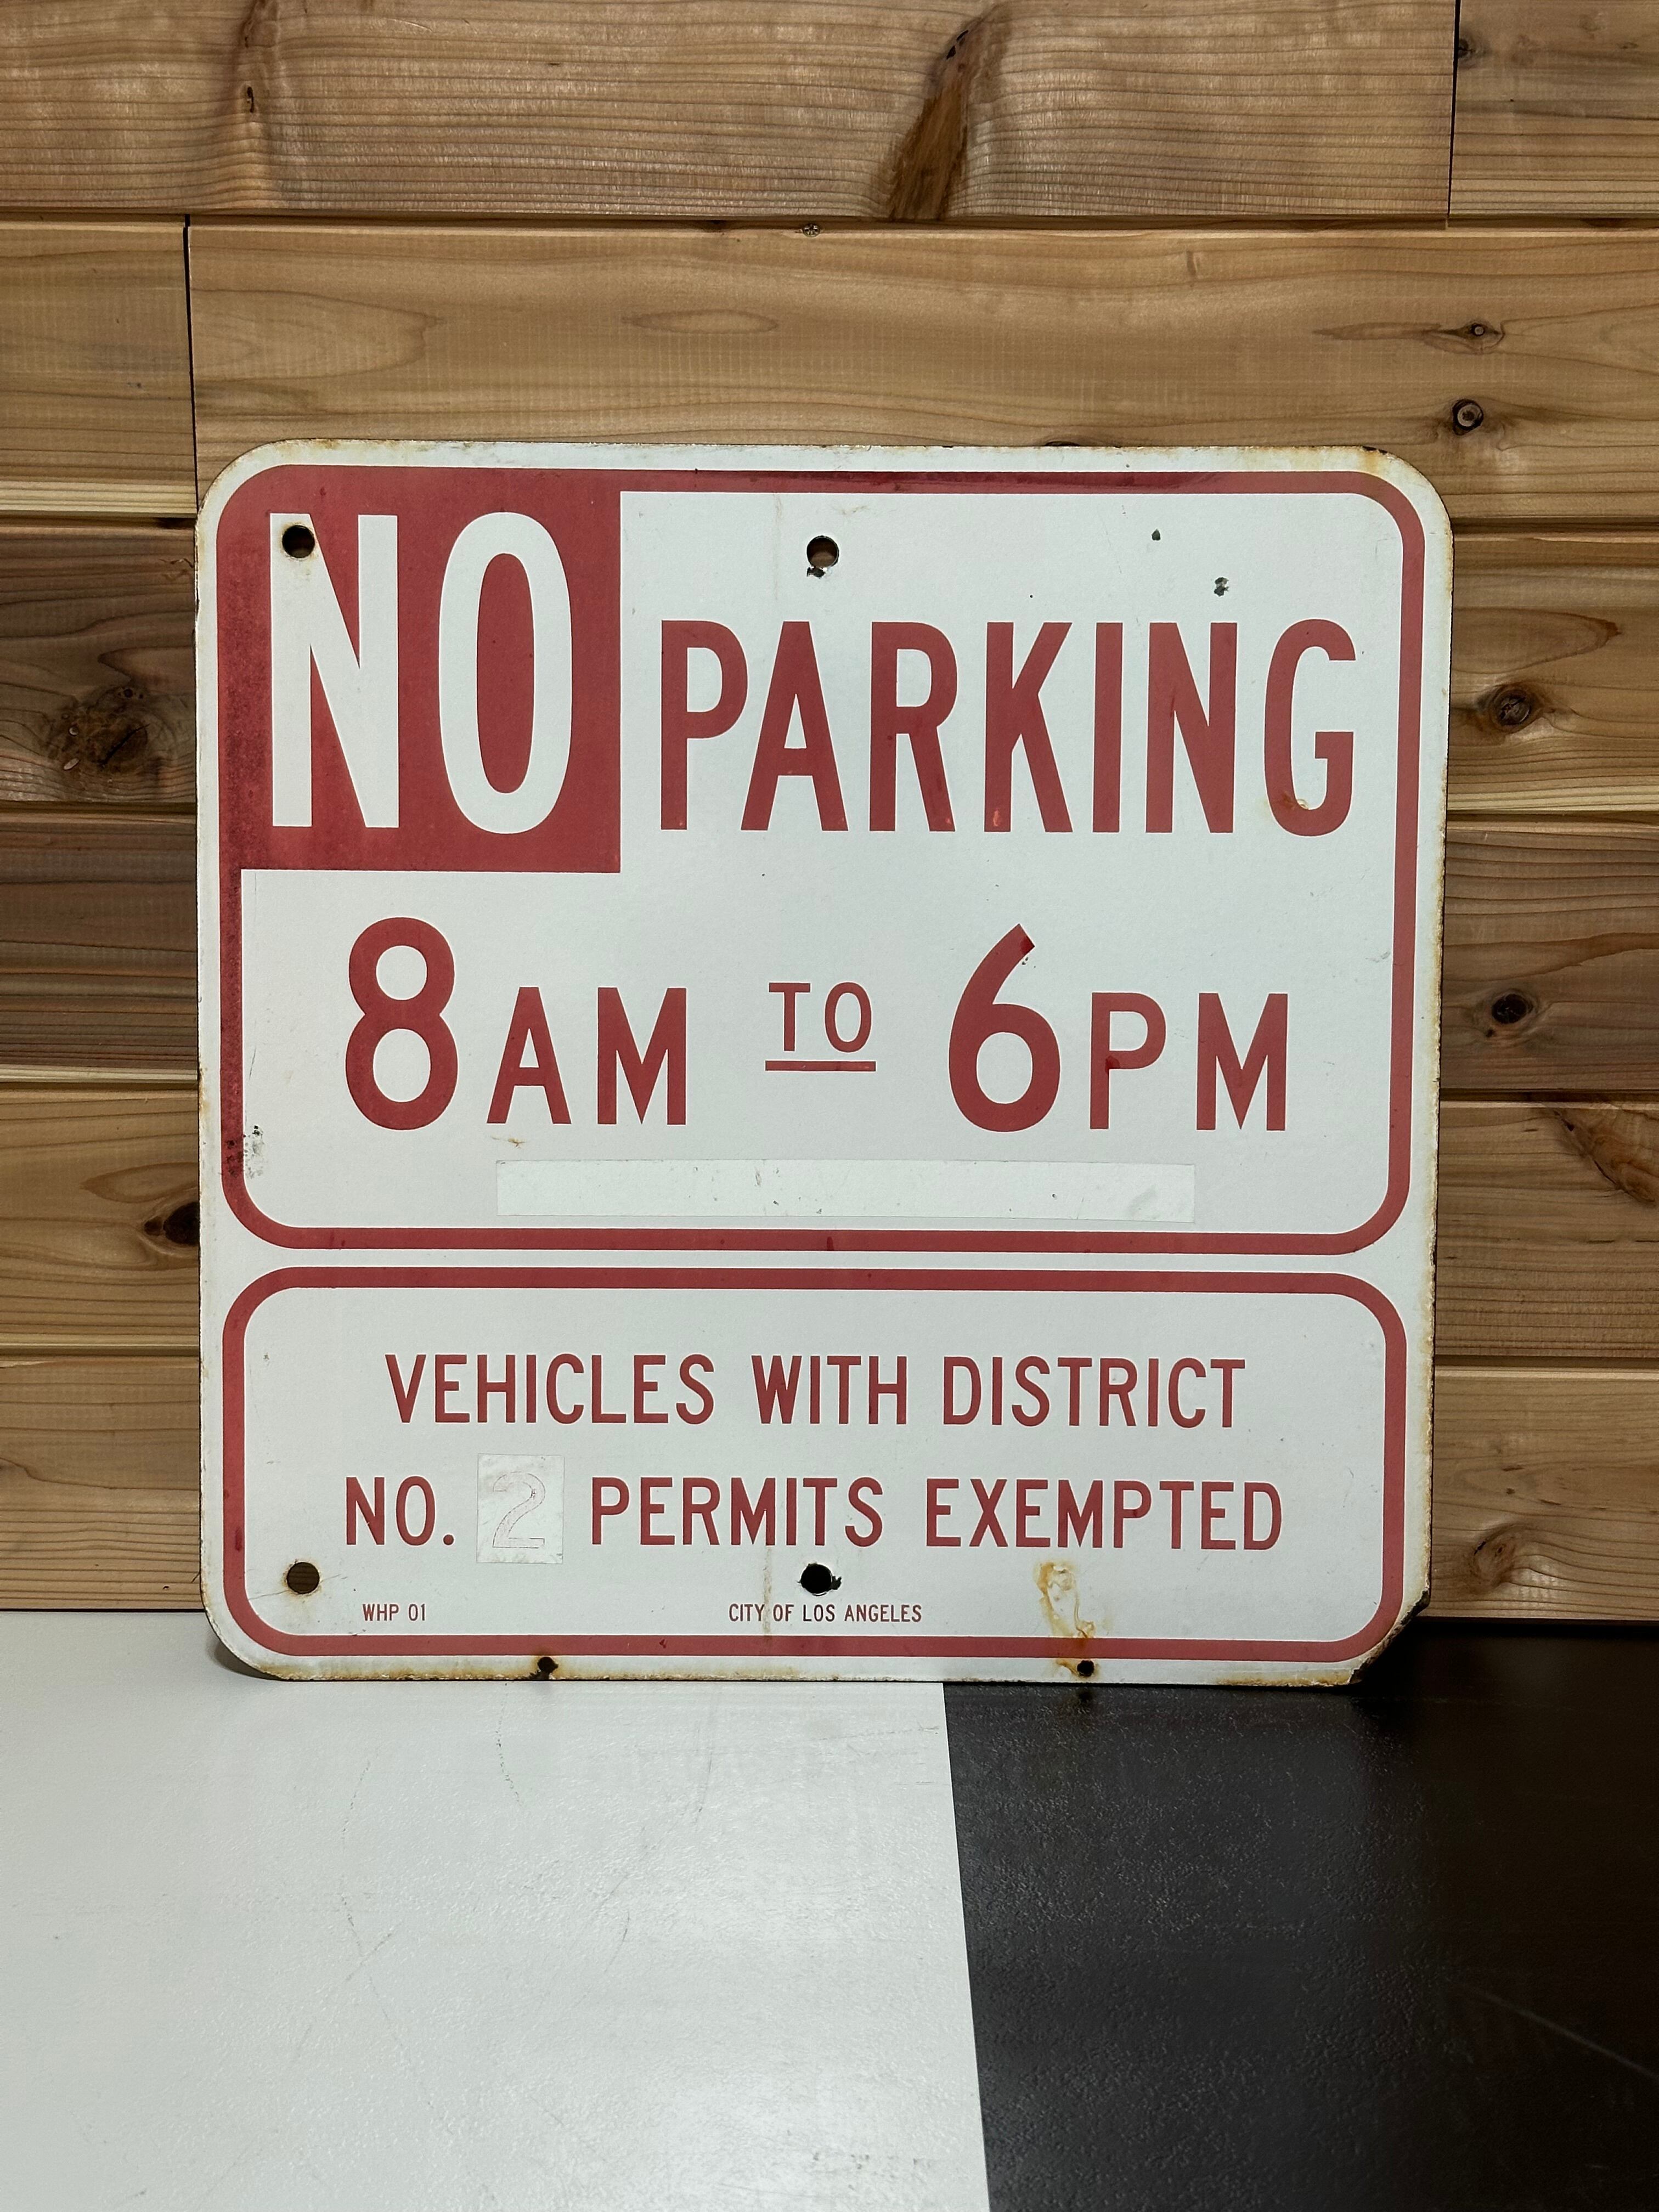 NO PARKING
8AM TO 6PM
VEHICLES WITH DISTRICT
NO. 2 PERMITS EXEMPTED
WHP 01 CITY OF LOS ANGELES